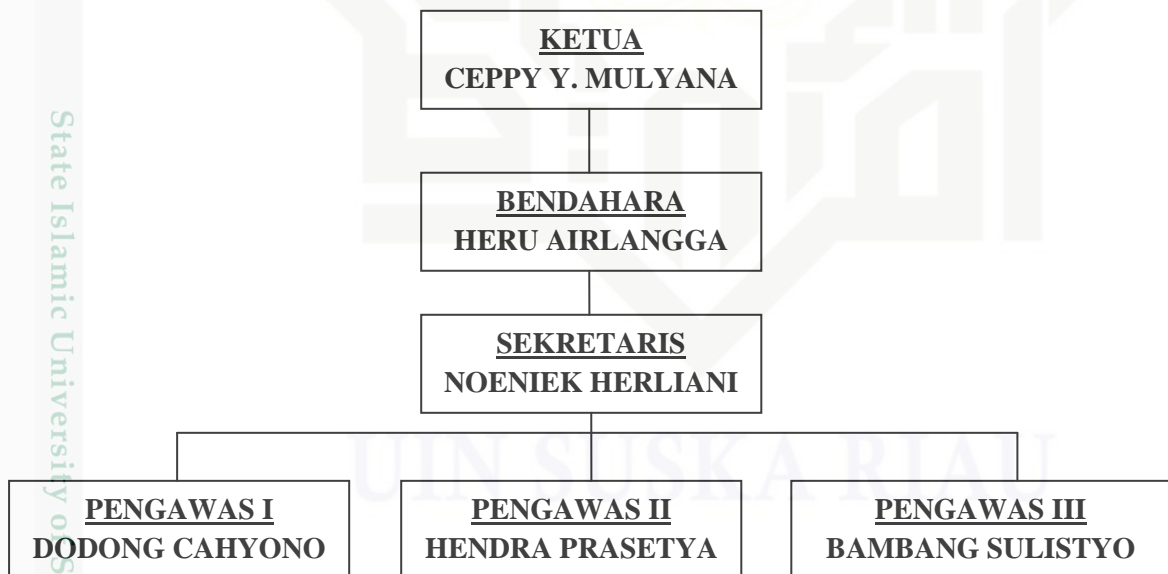 KETUA
CEPPY Y. MULYANA
BENDAHARA
HERU AIRLANGGA
SEKRETARIS
NOENIEK HERLIANI
PENGAWAS I
DODONG CAHYONO
PENGAWAS II
HENDRA PRASETYA
PENGAWAS III
BAMBANG SULISTYO
UIN SUSKA RIAU
State Islamic University of S